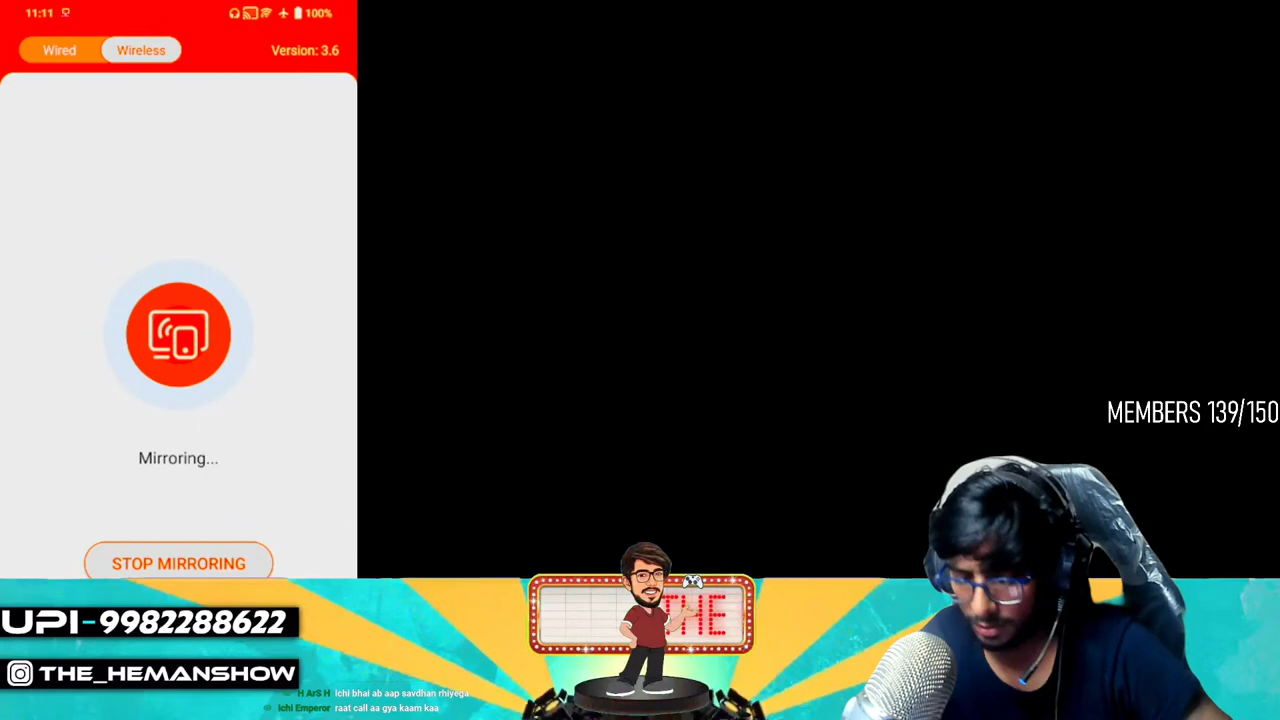 11:11
100%
Wired
Wireless
Version: 3.6
Mirroring...
STOP MIRRORING
MEMBERS 139/150
THE
UPI-9982288622
THE_HEMANSHOW
H ArS H Ichi bhai ab aap savdhan rhiyega
Ichi Emperor raat call aa gya kaam kaa